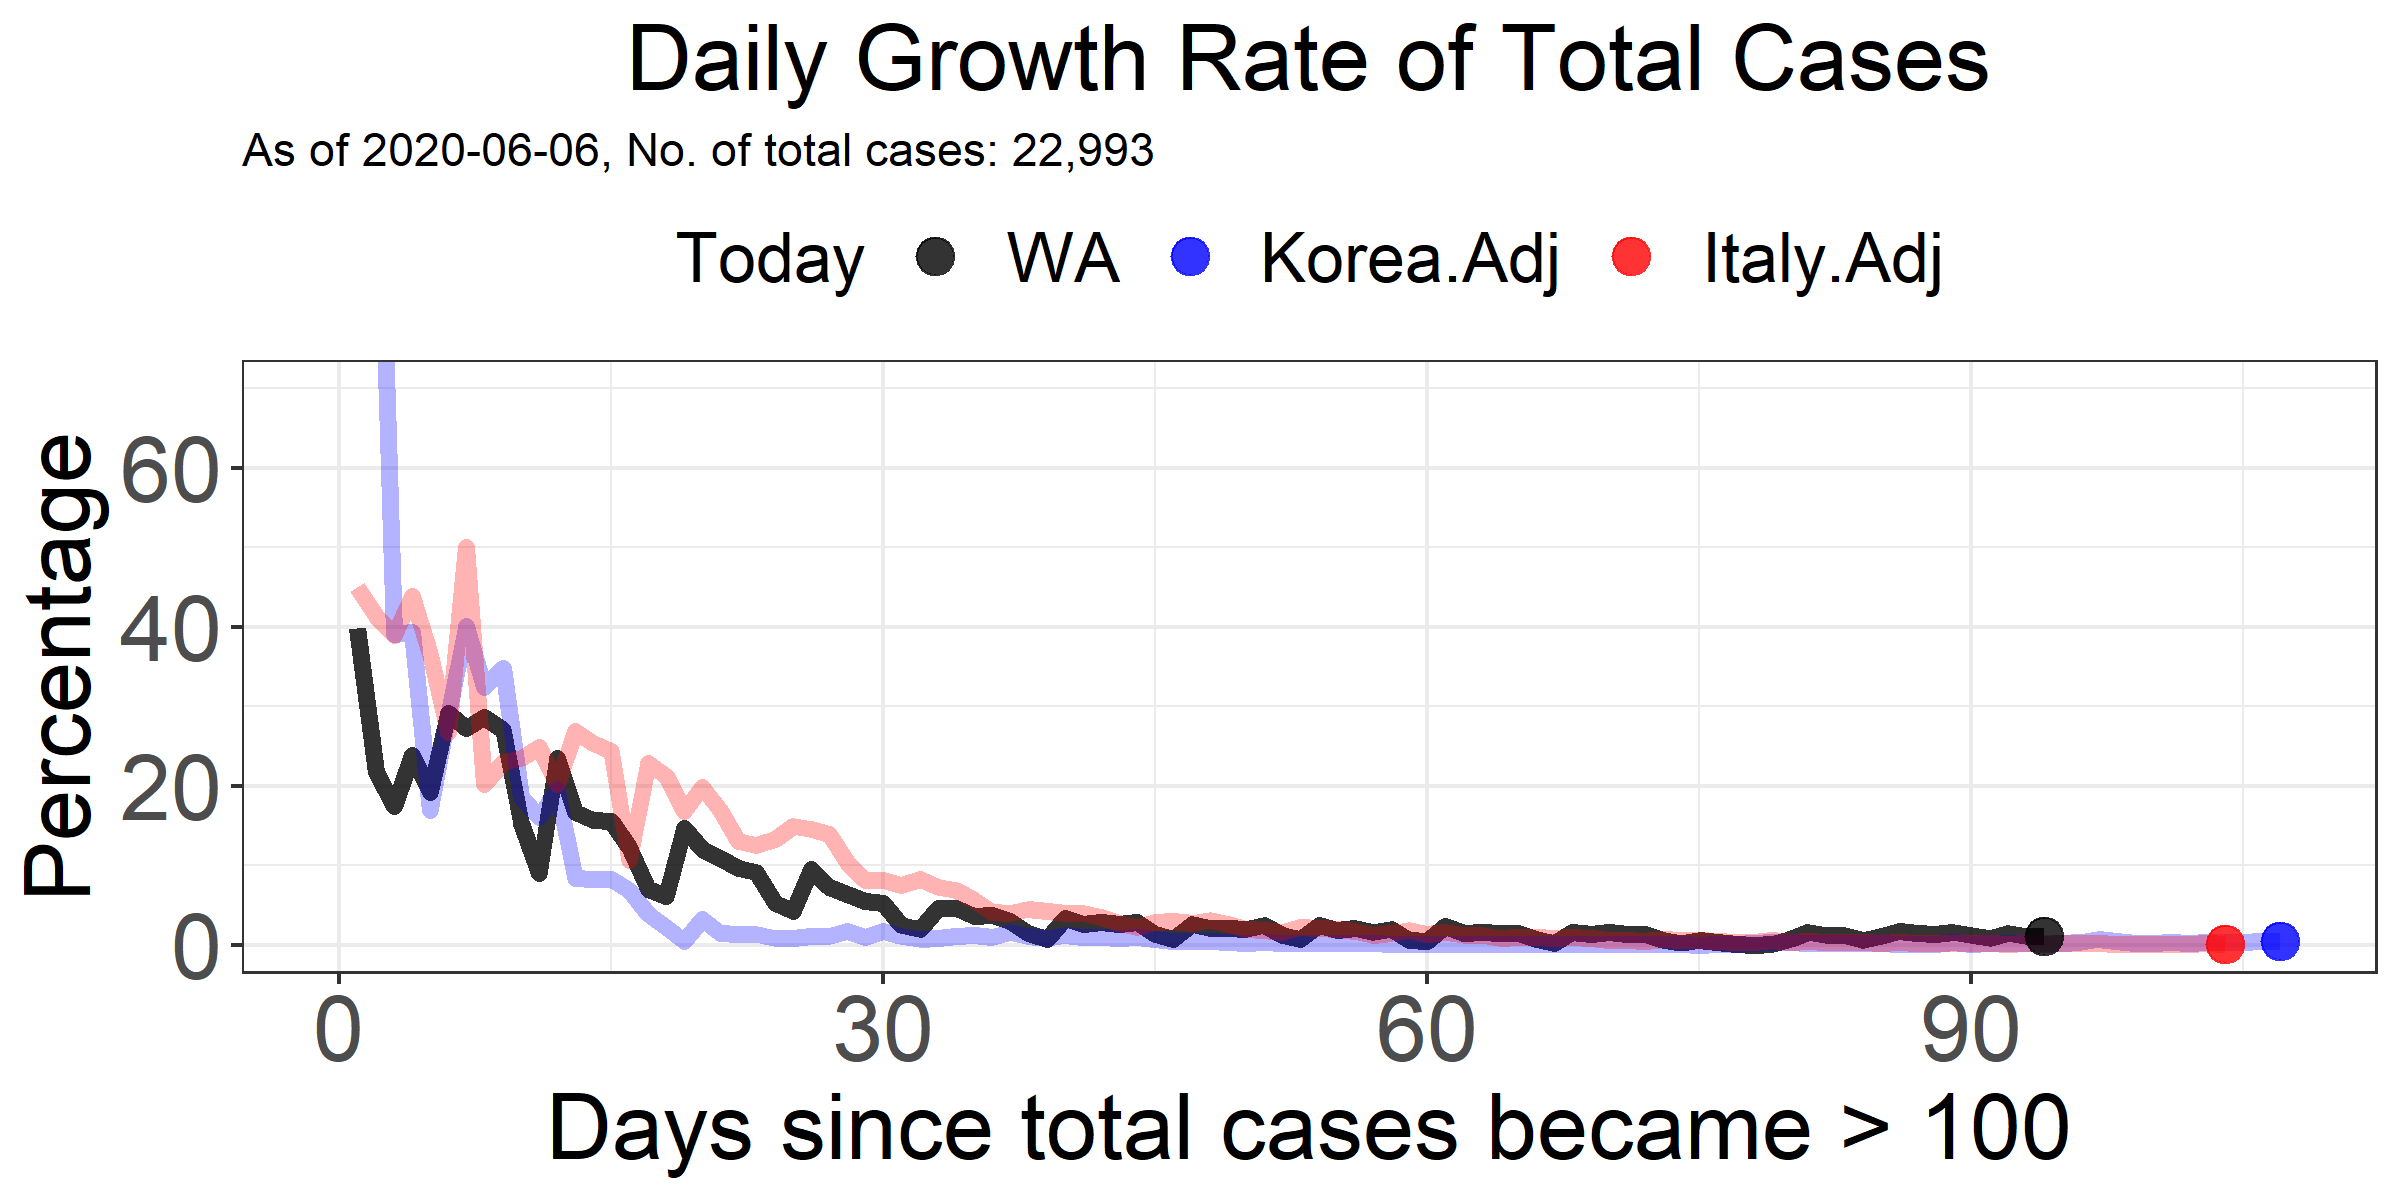 Daily Growth Rate of Total Cases
As of 2020-06-06, No. of total cases: 22,993
Today WA Korea.Adj Italy.Adj
Percentage
60
40
20
0
0 30 60 90
Days since total cases became > 100